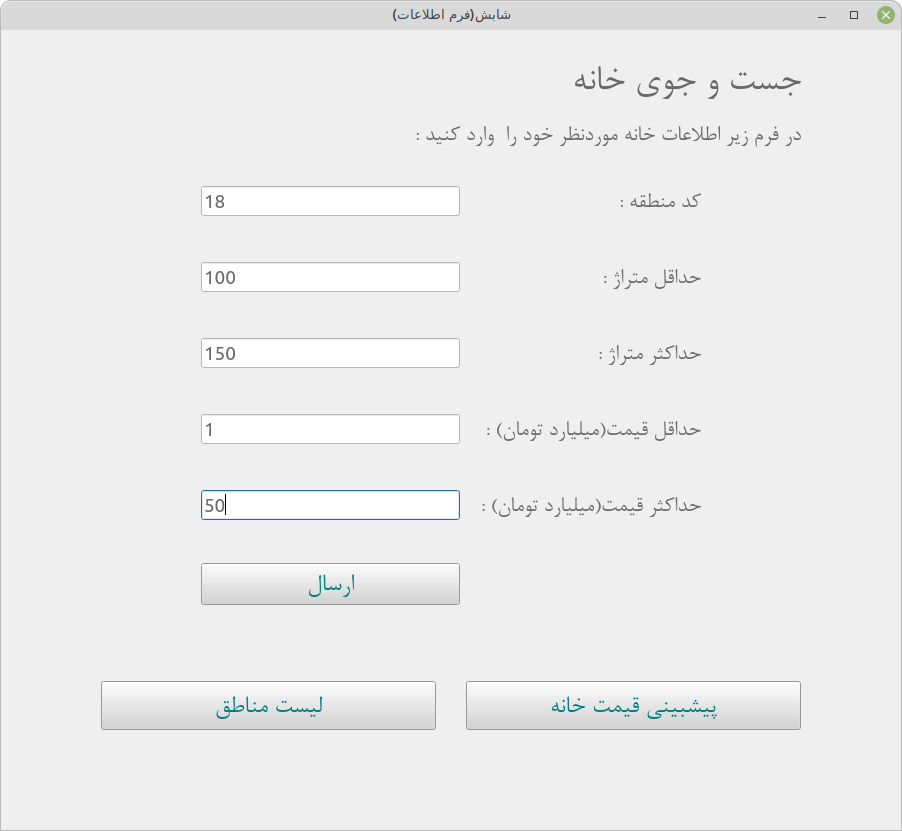 شابش(فرم اطلاعات)
جست و جوی خانه
در فرم زیر اطلاعات خانه موردنظر خود را وارد کنید :
کد منطقه :
18
حداقل متراژ :
100
حداکثر متراژ :
150
حداقل قیمت(میلیارد تومان) :
1
حداکثر قیمت(میلیارد تومان) :
50
ارسال
پیشبینی قیمت خانه
لیست مناطق